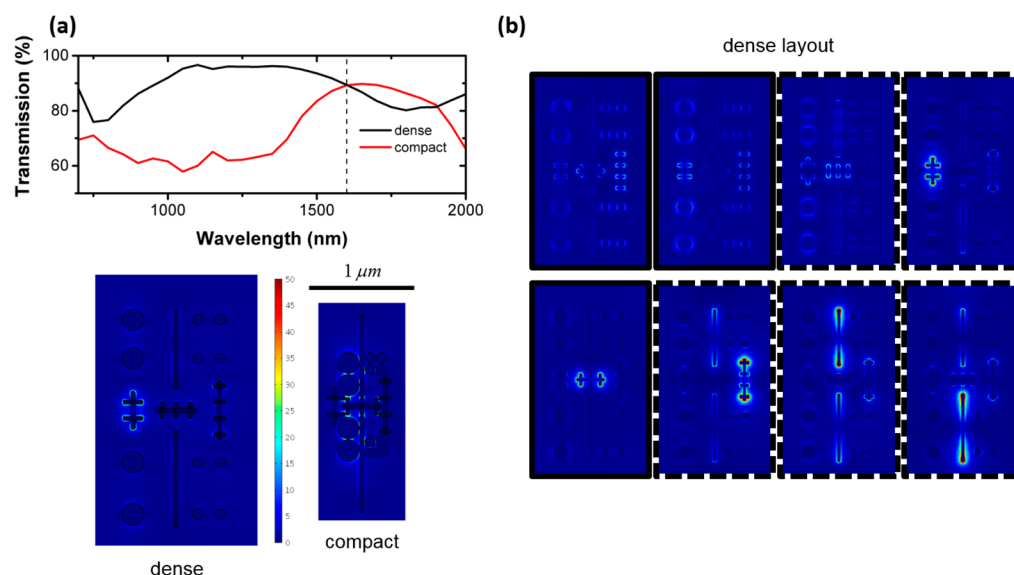 (a)
Transmission (%)
100
80
60
dense
compact
1000
1500
2000
Wavelength (nm)
50
45
40
35
30
25
20
15
10
5
0
1 μm
dense
compact
(b)
dense layout